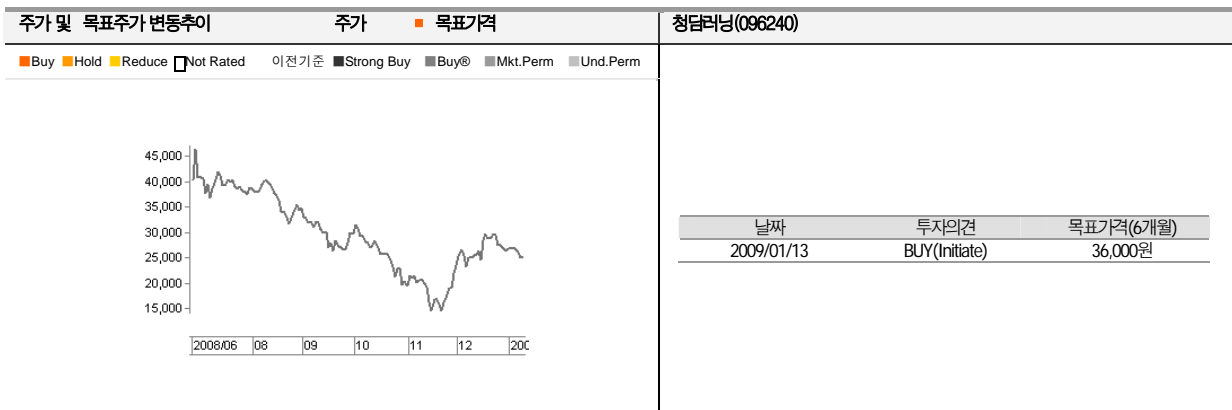 주가 및 목표주가 변동추이 주가 목표가격
Buy Hold Reduce Not Rated 이전기준 Strong Buy Buy® Mkt.Perm Und.Perm
45,000
40,000
35,000
30,000
25,000
20,000
15,000
2008/06 08 09 10 11 12 200
청담러닝(096240)
날짜 투자의견 목표가격(6개월)
2009/01/13 BUY(Initiate) 36,000원